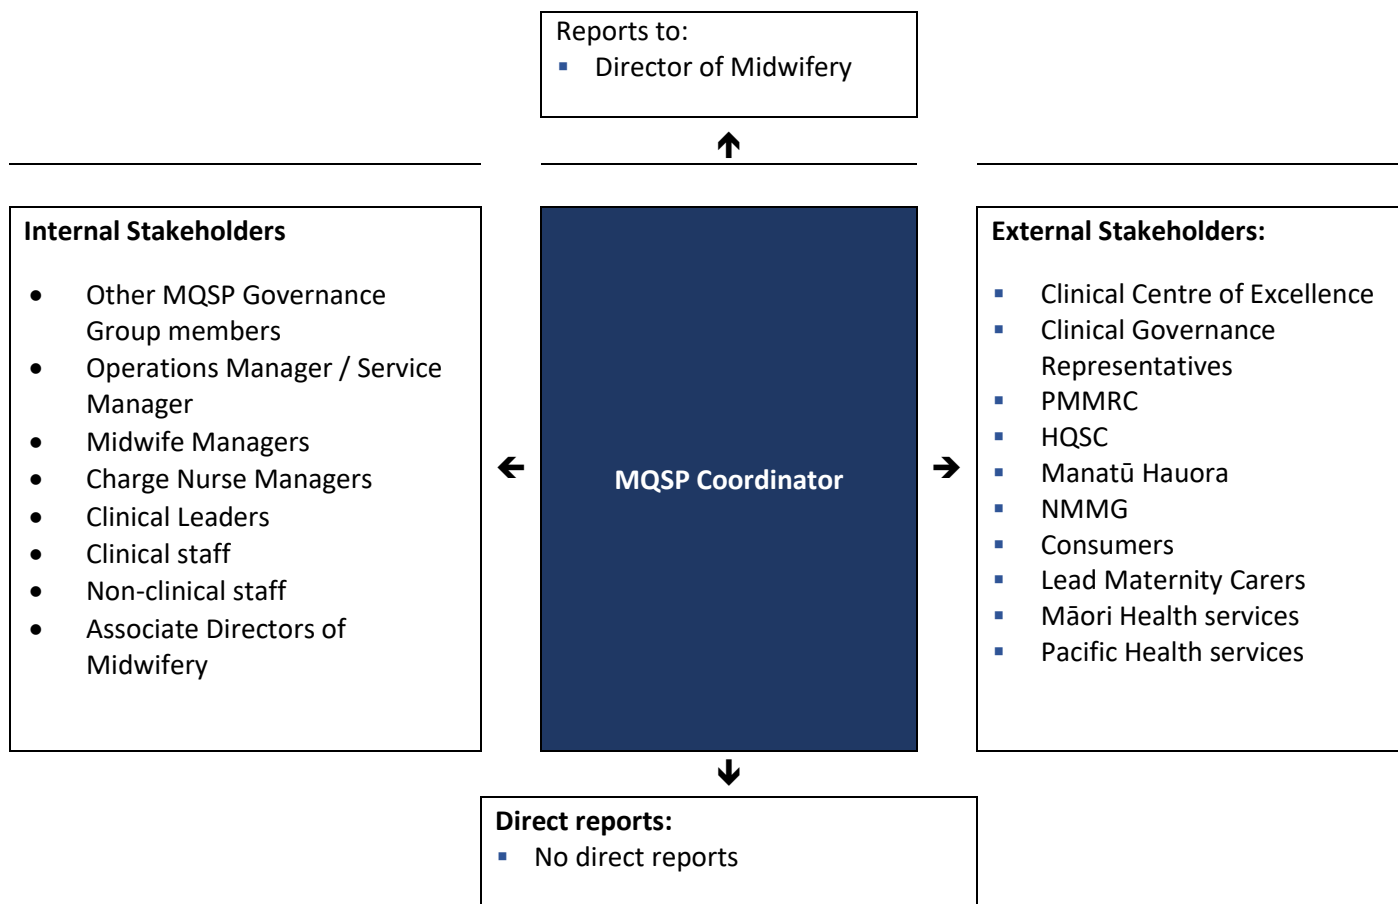 Reports to:
▪ Director of Midwifery
🡩
Internal Stakeholders
● Other MQSP Governance
Group members
● Operations Manager / Service
Manager
● Midwife Managers
● Charge Nurse Managers
● Clinical Leaders
● Clinical staff
● Non-clinical staff
● Associate Directors of
Midwifery
🡨
MQSP Coordinator
🡪
External Stakeholders:
▪ Clinical Centre of Excellence
▪ Clinical Governance
Representatives
▪ PMMRC
▪ HQSC
▪ Manatū Hauora
▪ NMMG
▪ Consumers
▪ Lead Maternity Carers
▪ Māori Health services
▪ Pacific Health services
🡫
Direct reports:
▪ No direct reports